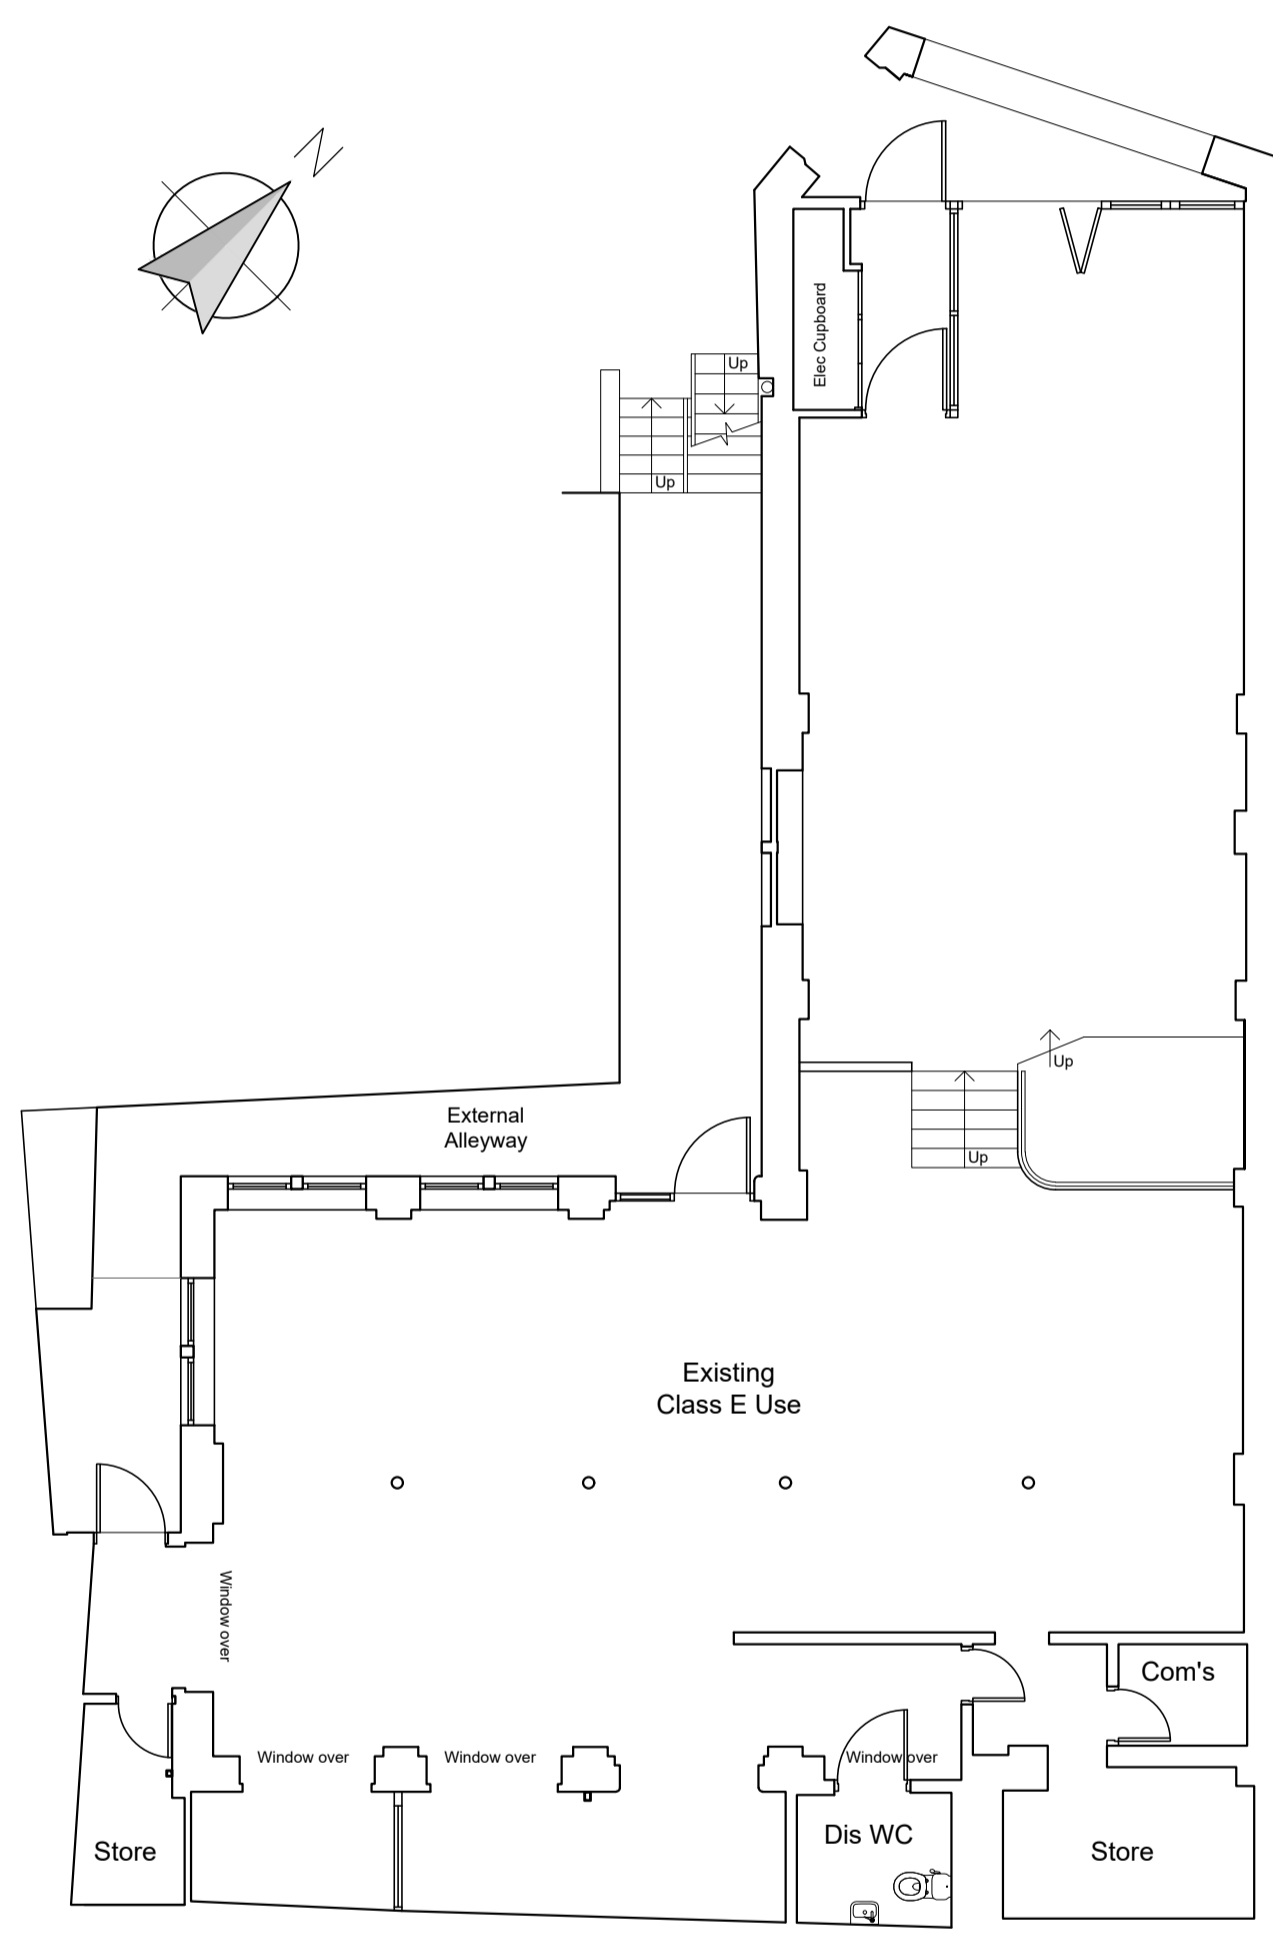 N
Elec Cupboard
Up
Up
Up
Up
External
Alleyway
Existing
Class E Use
Window over
Com's
Window over
Window over
Window over
Dis WC
Store
Store